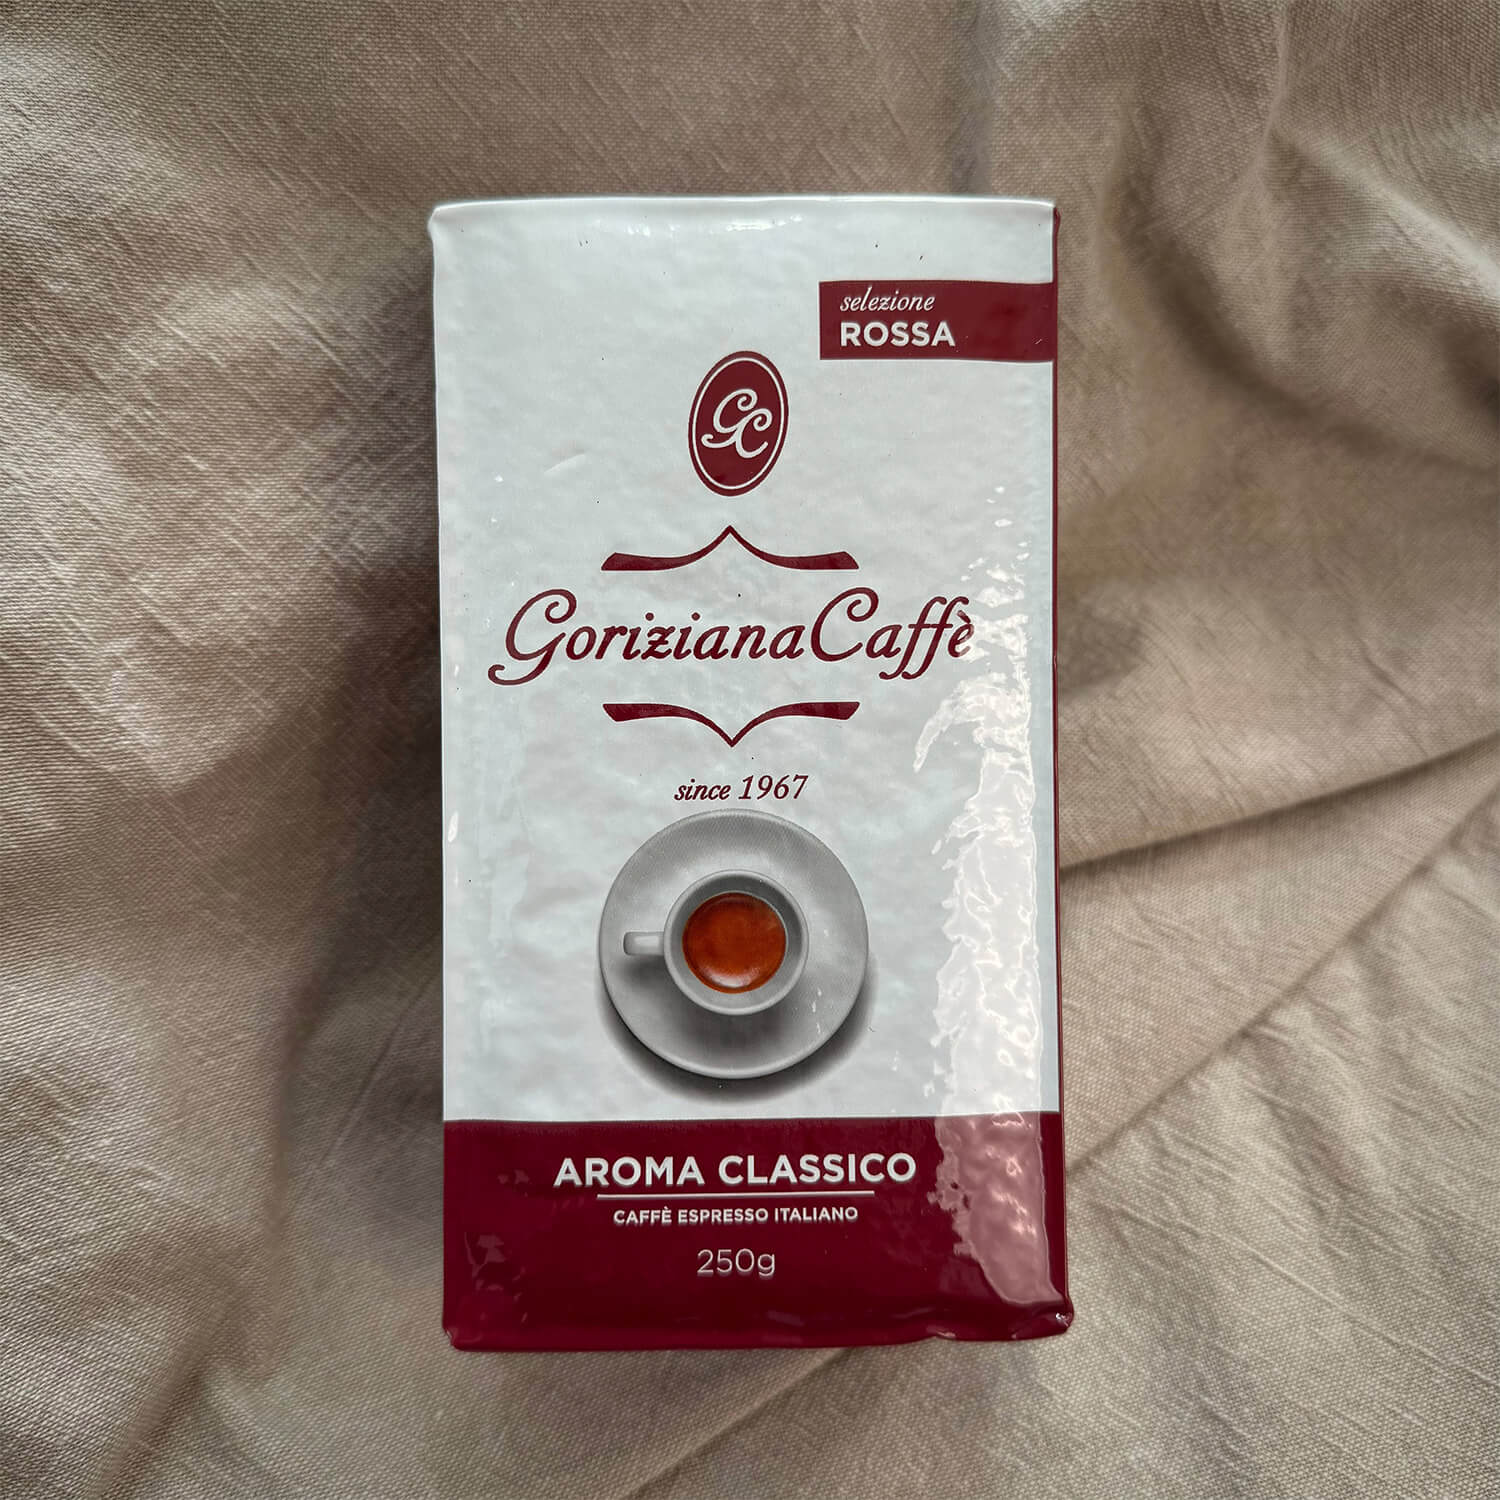 selezione
ROSSA
GC
GorizianaCaffè
since 1967
AROMA CLASSICO
CAFFÈ ESPRESSO ITALIANO
250g